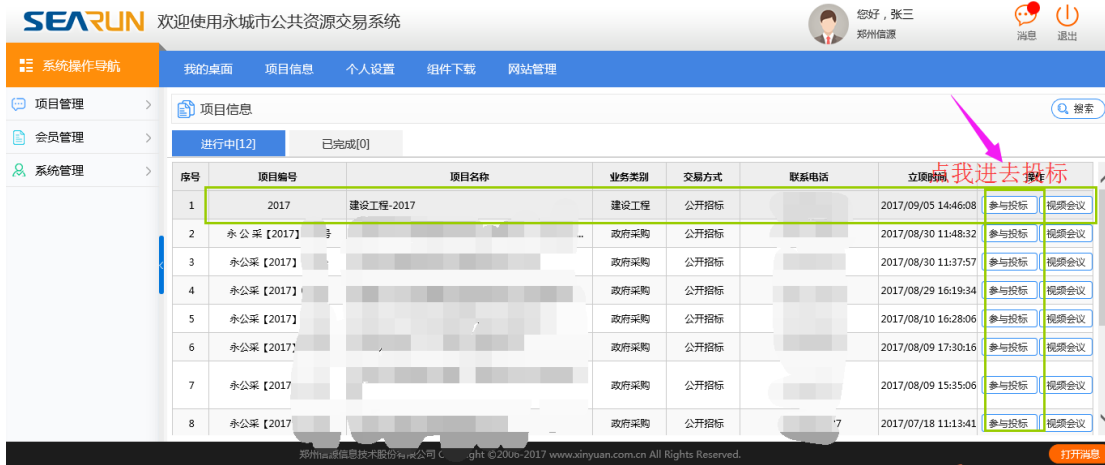 SEARUN 欢迎使用永城市公共资源交易系统
您好，张三
郑州信源
消息 退出
系统操作导航 我的桌面 项目信息 个人设置 组件下载 网站管理
项目管理
会员管理
系统管理
项目信息 搜索
进行中[12] 已完成[0]
点我进去投标
序号 项目编号 项目名称 业务类别 交易方式 联系电话 立项时间 操作
1 2017 建设工程-2017 建设工程 公开招标 2017/09/05 14:46:08 参与投标 视频会议
2 永公采【2017】 号 ... 政府采购 公开招标 2017/08/30 11:48:32 参与投标 视频会议
3 永公采【2017】 政府采购 公开招标 2017/08/30 11:37:57 参与投标 视频会议
4 永公采【2017】 政府采购 公开招标 2017/08/29 16:19:34 参与投标 视频会议
5 永公采【2017】 政府采购 公开招标 2017/08/10 16:28:06 参与投标 视频会议
6 永公采【2017】 政府采购 公开招标 2017/08/09 17:30:16 参与投标 视频会议
7 永公采【2017 政府采购 公开招标 2017/08/09 15:35:06 参与投标 视频会议
8 永公采【2017 政府采购 公开招标 7 2017/07/18 11:13:41 参与投标 视频会议
郑州信源信息技术股份有限公司 ght ©2006-2017 www.xinyuan.com.cn All Rights Reserved.
打开消息